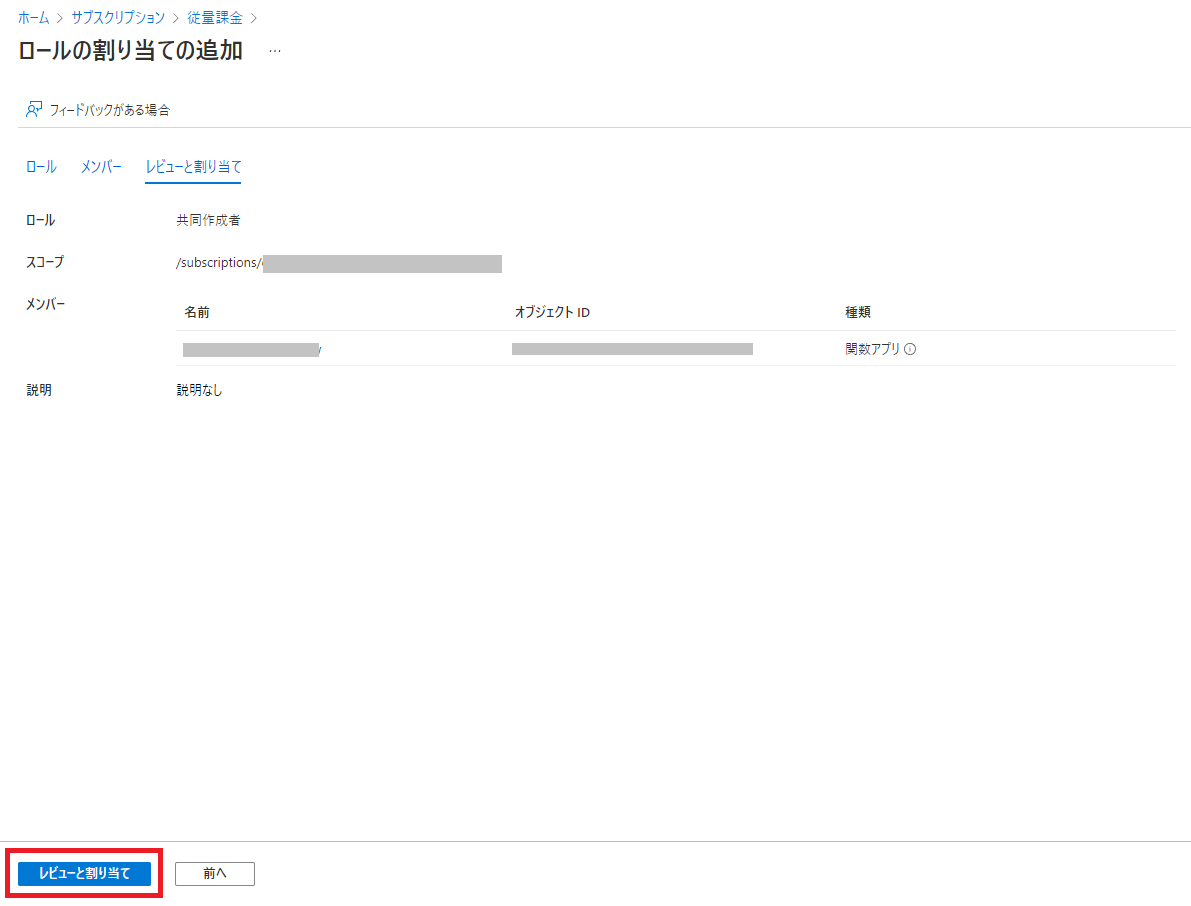 ホーム > サブスクリプション > 従量課金 >
ロールの割り当ての追加 …
フィードバックがある場合
ロール メンバー レビューと割り当て
ロール 共同作成者
スコープ /subscriptions/
メンバー 名前 オブジェクト ID 種類
関数アプリ
説明 説明なし
レビューと割り当て 前へ